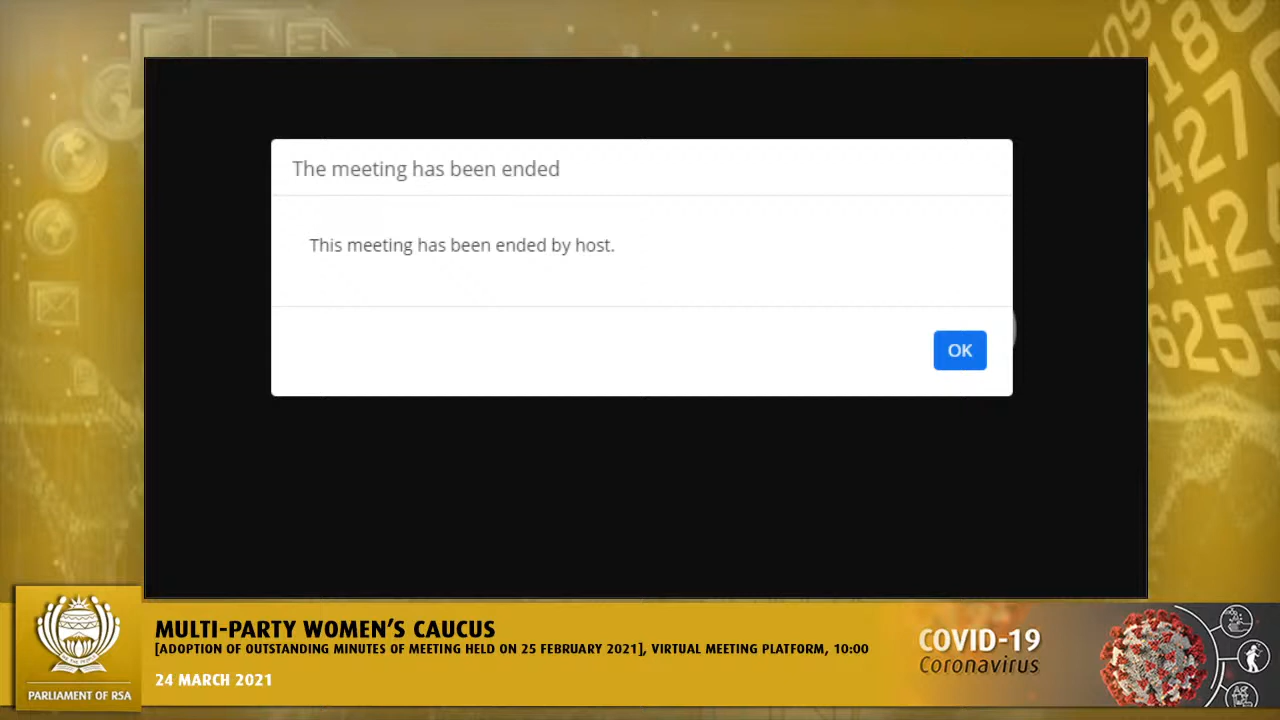 The meeting has been ended
This meeting has been ended by host.
OK
MULTI-PARTY WOMEN'S CAUCUS
[ADOPTION OF OUTSTANDING MINUTES OF MEETING HELD ON 25 FEBRUARY 2021], VIRTUAL MEETING PLATFORM, 10:00
24 MARCH 2021
PARLIAMENT OF RSA
COVID-19
Coronavirus